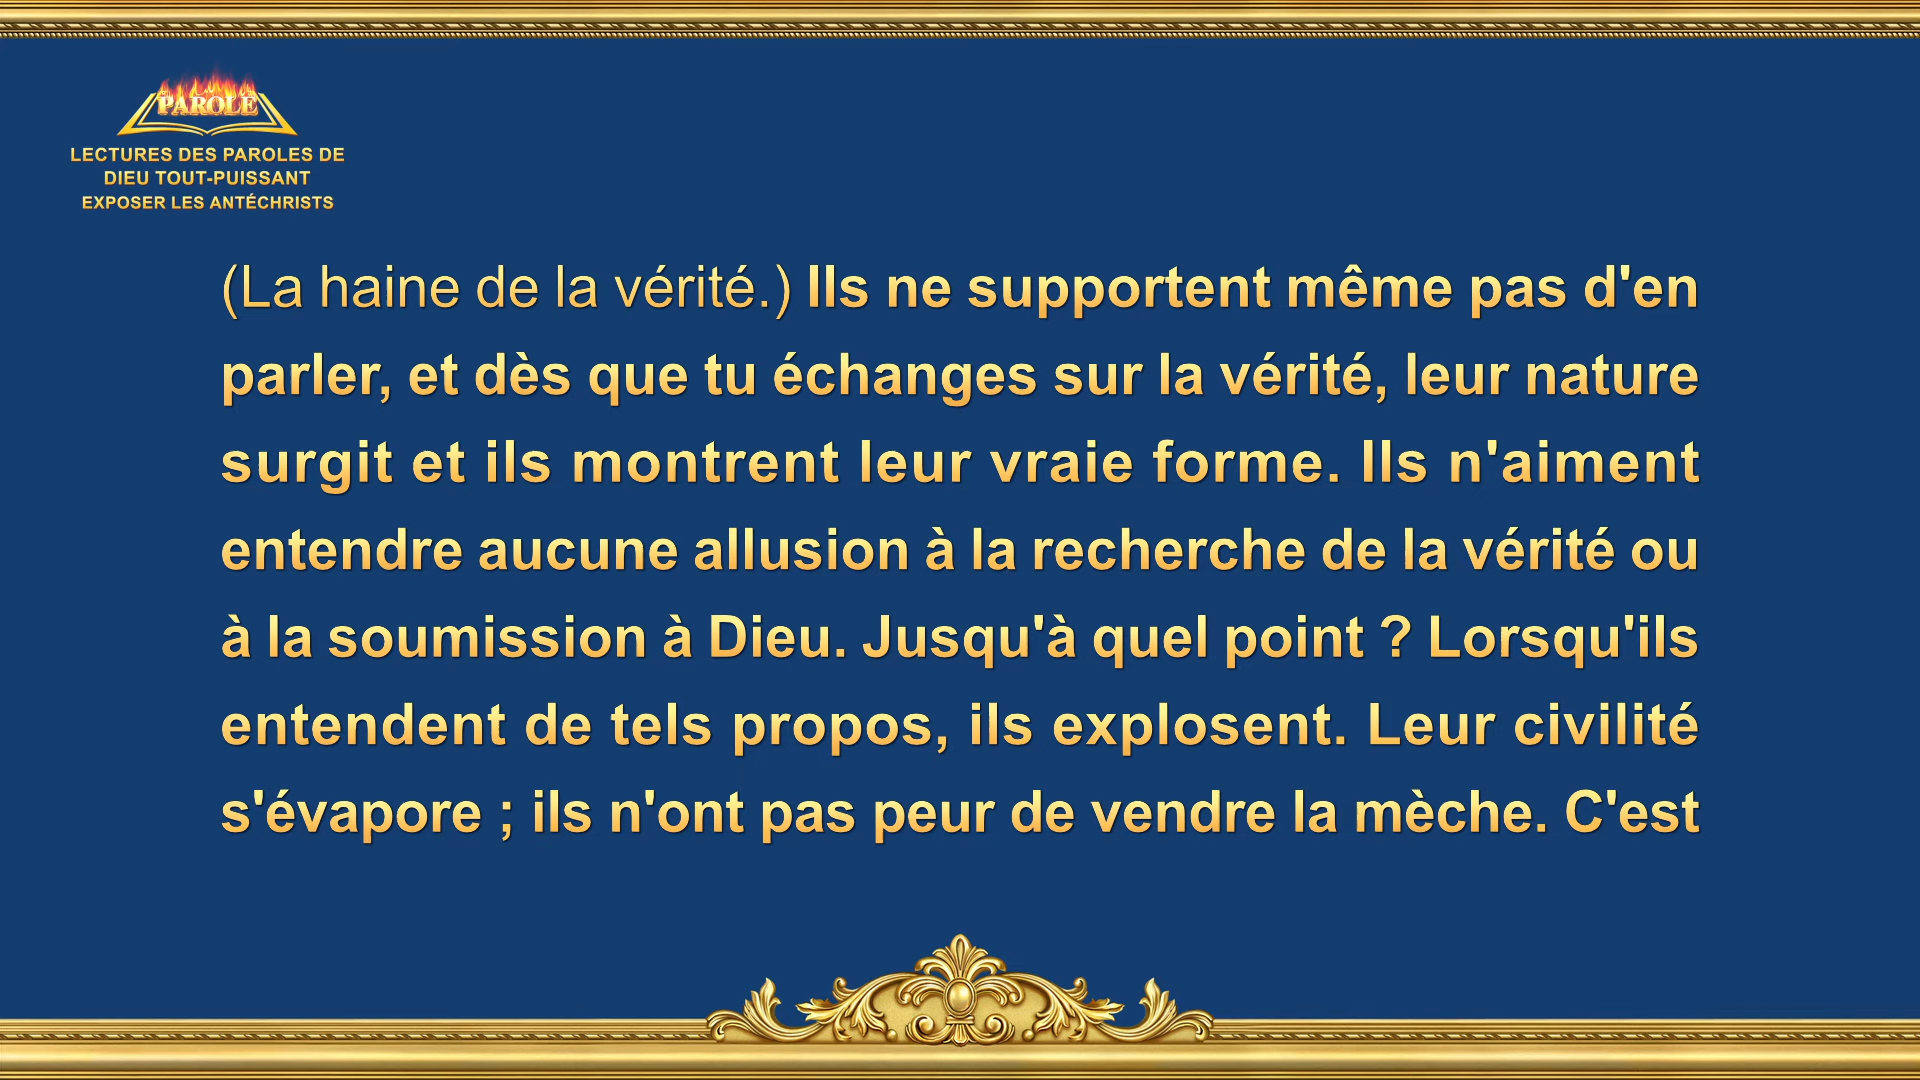 PAROLE
LECTURES DES PAROLES DE
DIEU TOUT-PUISSANT
EXPOSER LES ANTÉCHRISTS
(La haine de la vérité.) Ils ne supportent même pas d'en
parler, et dès que tu échanges sur la vérité, leur nature
surgit et ils montrent leur vraie forme. Ils n'aiment
entendre aucune allusion à la recherche de la vérité ou
à la soumission à Dieu. Jusqu'à quel point ? Lorsqu'ils
entendent de tels propos, ils explosent. Leur civilité
s'évapore ; ils n'ont pas peur de vendre la mèche. C'est